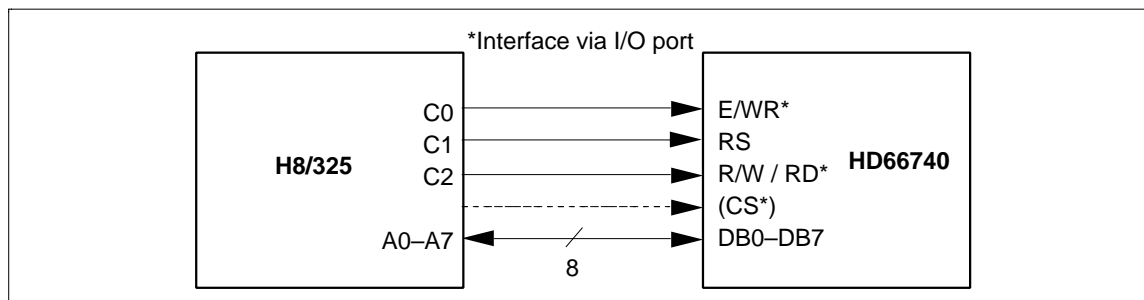 *Interface via I/O port
C0
E/WR*
C1
RS
H8/325
HD66740
C2
R/W / RD*
(CS*)
A0–A7
DB0–DB7
8